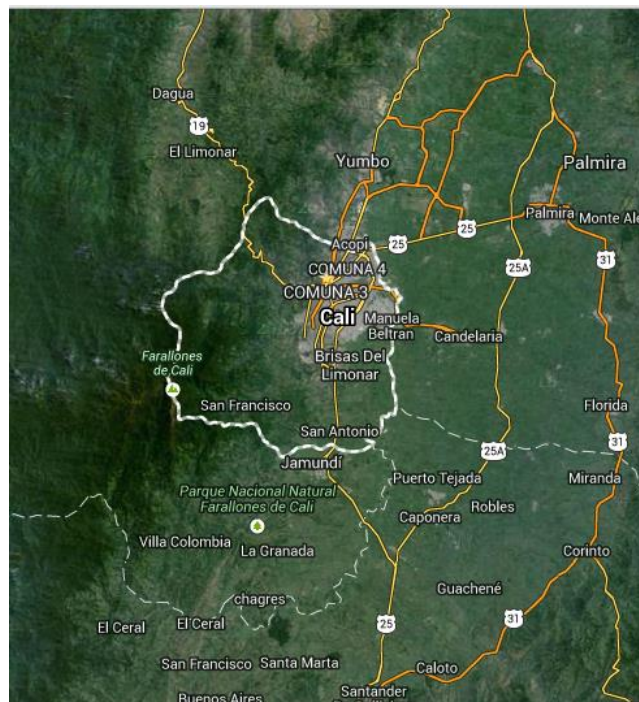 Dagua
19
El Limonar
Yumbo
Palmira
Palmira
Monte Ale
25
25
Acopi
31
25A
COMUNA 4
COMUNA 3
Cali
Manuela
Beltran
Candelaria
Farallones
de Cali
Brisas Del
Limonar
San Francisco
Florida
San Antonio
31
25A
Jamundí
Puerto Tejada
Miranda
Parque Nacional Natural
Farallones de Cali
Robles
Caponera
Villa Colombia
La Granada
Corinto
Guachené
chagres
El Ceral
El Ceral
25
31
San Francisco
Santa Marta
Caloto
Santander
Buenos Aires